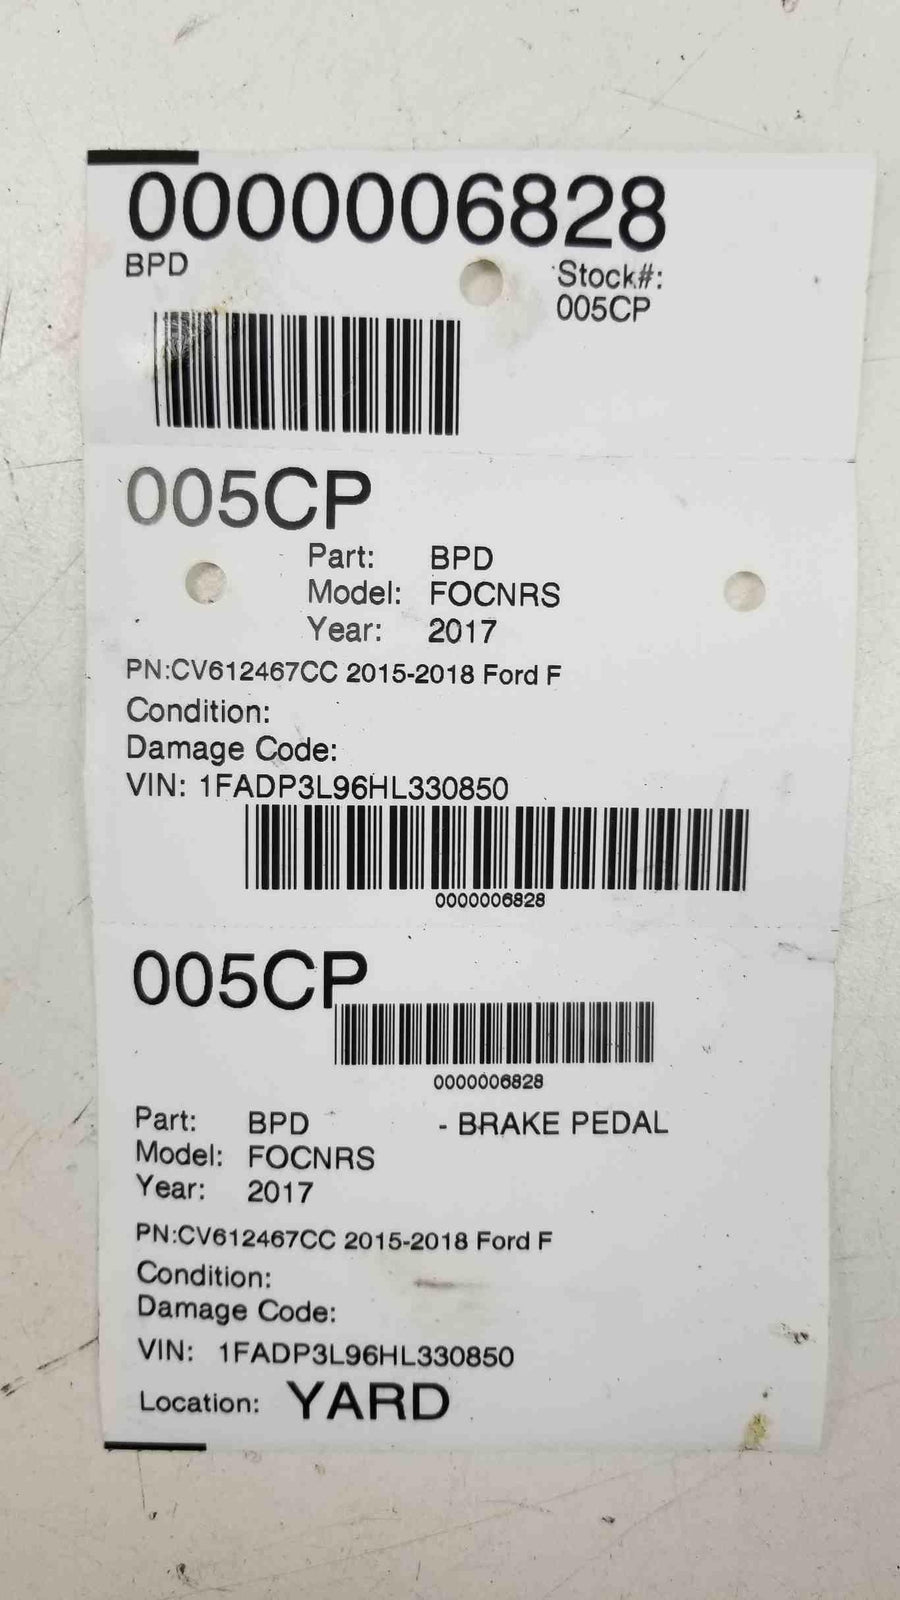 0000006828
BPD
Stock#:
005CP
005CP
Part: BPD
Model: FOCNRS
Year: 2017
PN:CV612467CC 2015-2018 Ford F
Condition:
Damage Code:
VIN: 1FADP3L96HL330850
0000006828
005CP
0000006828
Part: BPD - BRAKE PEDAL
Model: FOCNRS
Year: 2017
PN:CV612467CC 2015-2018 Ford F
Condition:
Damage Code:
VIN: 1FADP3L96HL330850
Location: YARD